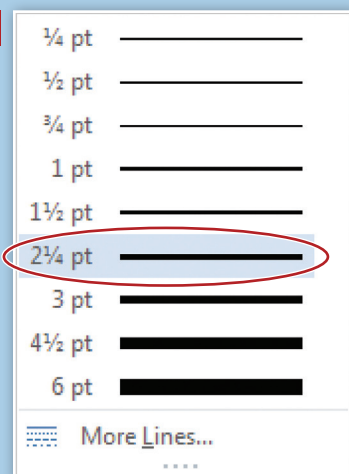 ¼ pt
½ pt
¾ pt
1 pt
1½ pt
2¼ pt
3 pt
4½ pt
6 pt
More Lines...